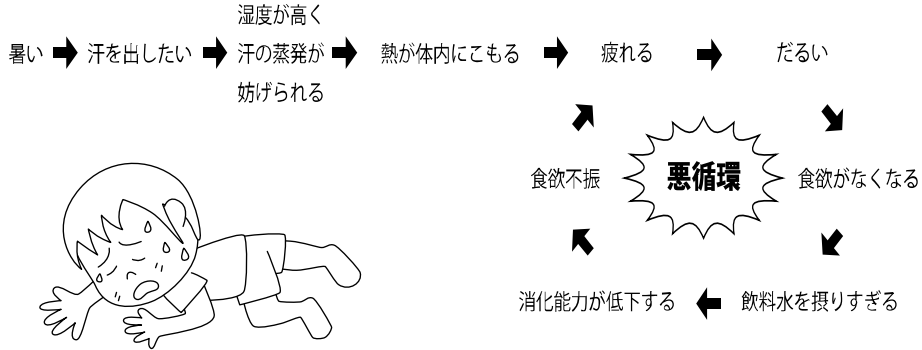 暑い
汗を出したい
湿度が高く
汗の蒸発が
妨げられる
熱が体内にこもる
疲れる
だるい
食欲がなくなる
飲料水を摂りすぎる
消化能力が低下する
食欲不振
悪循環